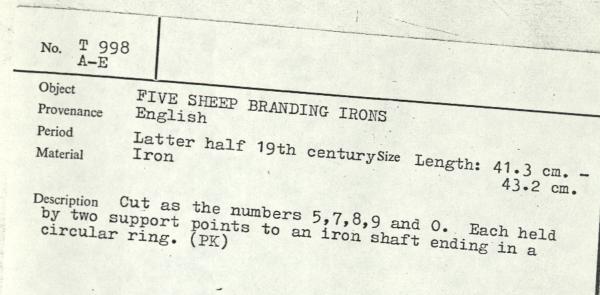 No. T 998
A-E
Object FIVE SHEEP BRANDING IRONS
Provenance English
Period Latter half 19th century Size Length: 41.3 cm. -
43.2 cm.
Material Iron
Description Cut as the numbers 5,7,8,9 and 0. Each held
by two support points to an iron shaft ending in a
circular ring. (PK)